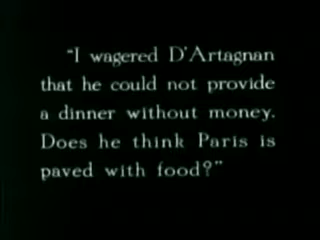 "I wagered D'Artagnan
that he could not provide
a dinner without money.
Does he think Paris is
paved with food?"